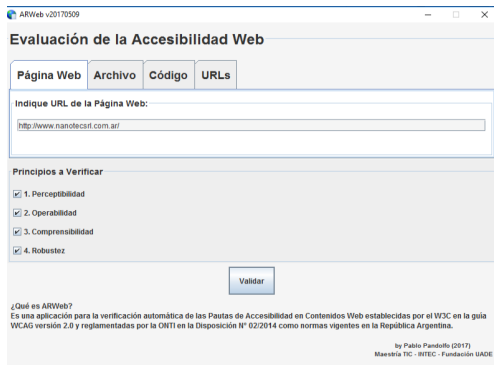 ARWeb v20170509
Evaluación de la Accesibilidad Web
Página Web Archivo Código URLs
Indique URL de la Página Web:
http://www.nanotecsrl.com.ar/
Principios a Verificar
1. Perceptibilidad
2. Operabilidad
3. Comprensibilidad
4. Robustez
Validar
¿Qué es ARWeb?
Es una aplicación para la verificación automática de las Pautas de Accesibilidad en Contenidos Web establecidas por el W3C en la guía
WCAG versión 2.0 y reglamentadas por la ONTI en la Disposición N° 02/2014 como normas vigentes en la República Argentina.
by Pablo Pandolfo (2017)
Maestría TIC - INTEC - Fundación UADE